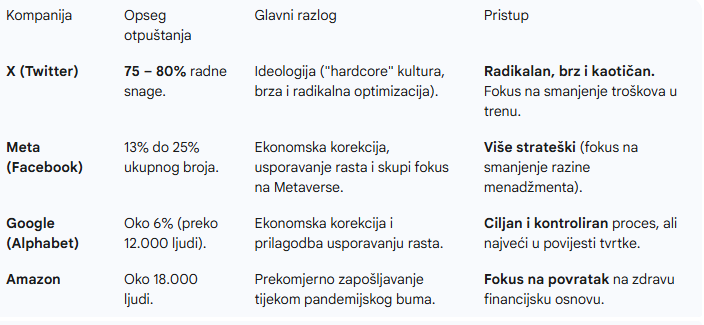 Kompanija Opseg otpuštanja Glavni razlog Pristup
X (Twitter) 75 – 80% radne snage. Ideologija ("hardcore" kultura, brza i radikalna optimizacija). Radikalan, brz i kaotičan. Fokus na smanjenje troškova u trenu.
Meta (Facebook) 13% do 25% ukupnog broja. Ekonomska korekcija, usporavanje rasta i skupi fokus na Metaverse. Više strateški (fokus na smanjenje razine menadžmenta).
Google (Alphabet) Oko 6% (preko 12.000 ljudi). Ekonomska korekcija i prilagodba usporavanju rasta. Ciljan i kontroliran proces, ali najveći u povijesti tvrtke.
Amazon Oko 18.000 ljudi. Prekomjerno zapošljavanje tijekom pandemijskog buma. Fokus na povratak na zdravu financijsku osnovu.